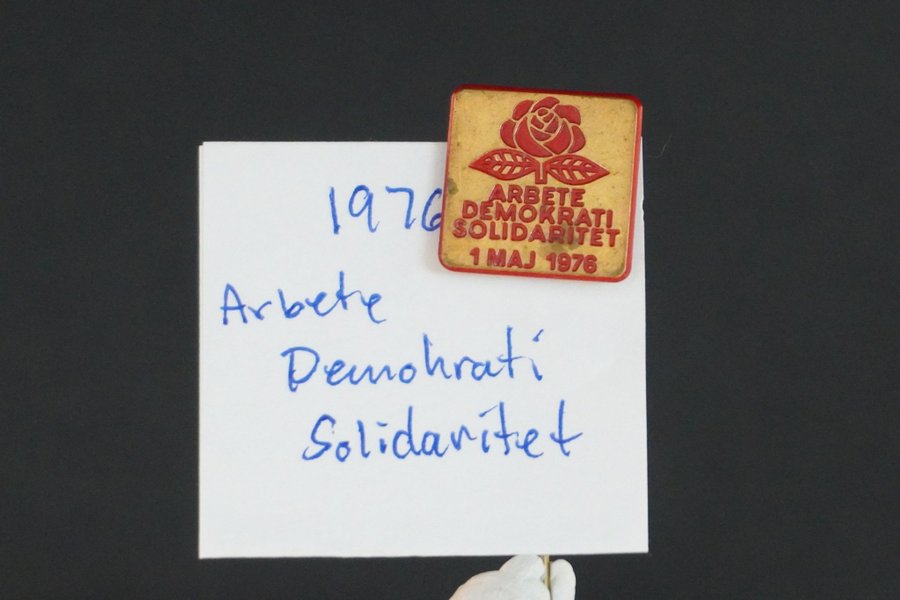 ARBETE
DEMOKRATI
SOLIDARITET
1 MAJ 1976
1976
Arbete
Demokrati
Solidaritet